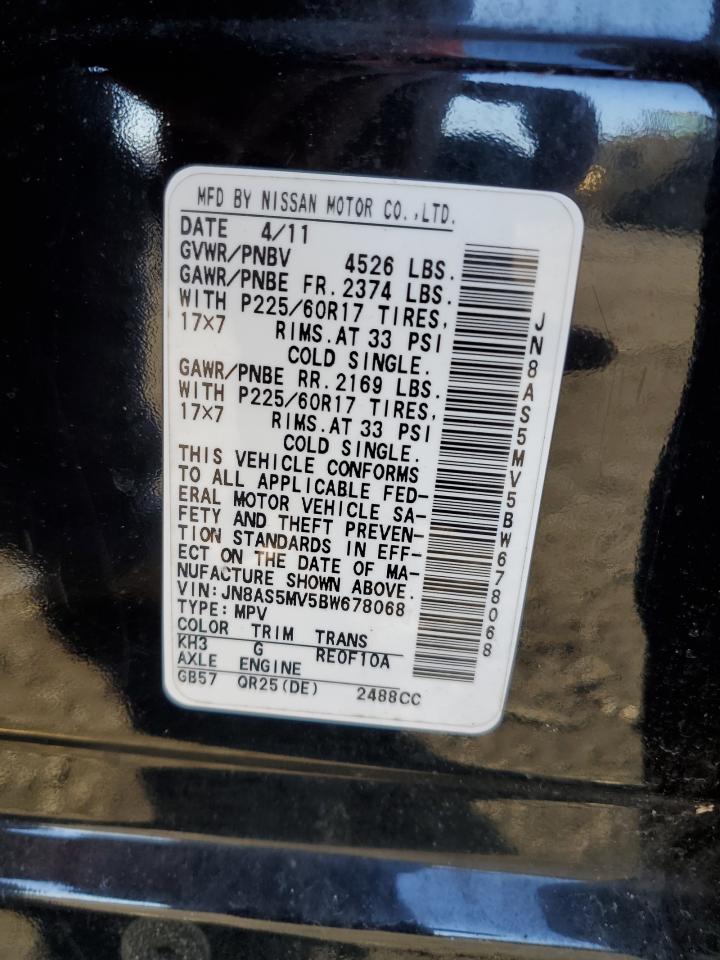 MFD BY NISSAN MOTOR CO.,LTD.
DATE 4/11
GVWR/PNBV 4526 LBS.
GAWR/PNBE FR. 2374 LBS.
WITH P225/60R17 TIRES,
17×7 RIMS.AT 33 PSI
COLD SINGLE.
GAWR/PNBE RR. 2169 LBS.
WITH P225/60R17 TIRES,
17×7 RIMS.AT 33 PSI
COLD SINGLE.
THIS VEHICLE CONFORMS
TO ALL APPLICABLE FED-
ERAL MOTOR VEHICLE SA-
FETY AND THEFT PREVEN-
TION STANDARDS IN EFF-
ECT ON THE DATE OF MA-
NUFACTURE SHOWN ABOVE.
VIN:JN8AS5MV5BW678068
TYPE:MPV
COLOR TRIM TRANS
KH3 G RE0F10A
AXLE ENGINE
GB57 QR25(DE) 2488CC
JN8AS5MV5BW678068